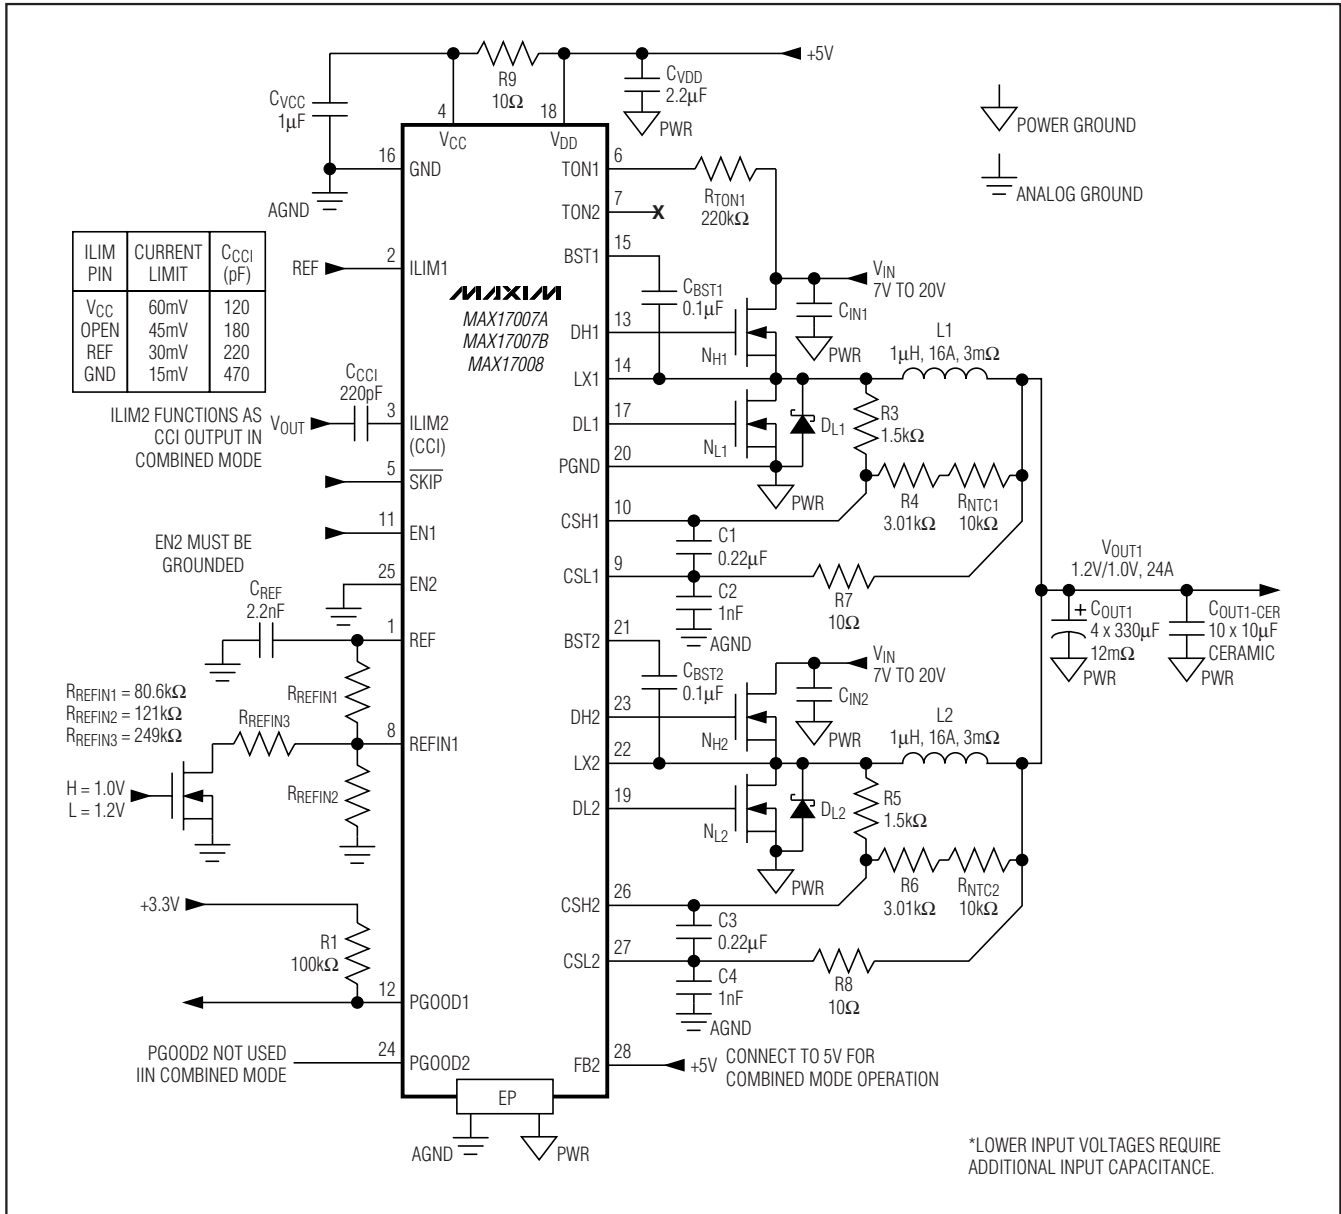 +5V
R9
10Ω
CVDD
2.2μF
PWR
CVCC
1μF
4
18
VCC
VDD
POWER GROUND
ANALOG GROUND
16
GND
AGND
6
TON1
RTON1
220kΩ
7
TON2
X
15
BST1
ILIM PIN
CURRENT LIMIT
CCCI (pF)
VCC 60mV 120
OPEN 45mV 180
REF 30mV 220
GND 15mV 470
REF
2
ILIM1
MAXIM
MAX17007A
MAX17007B
MAX17008
CBST1
0.1μF
VIN
7V TO 20V
CIN1
PWR
13
DH1
NH1
L1
1μH, 16A, 3mΩ
14
LX1
CCCI
220pF
ILIM2 FUNCTIONS AS
CCI OUTPUT IN
COMBINED MODE
VOUT
3
ILIM2
(CCI)
17
DL1
NL1
DL1
R3
1.5kΩ
5
SKIP
20
PGND
PWR
R4
3.01kΩ
RNTC1
10kΩ
11
EN1
10
CSH1
C1
0.22μF
EN2 MUST BE
GROUNDED
25
EN2
9
CSL1
C2
1nF
AGND
R7
10Ω
VOUT1
1.2V/1.0V, 24A
+
COUT1
4 x 330μF
12mΩ
PWR
COUT1-CER
10 x 10μF
CERAMIC
PWR
CREF
2.2nF
1
REF
21
BST2
CBST2
0.1μF
VIN
7V TO 20V
CIN2
PWR
RREFIN1 = 80.6kΩ
RREFIN2 = 121kΩ
RREFIN3 = 249kΩ
RREFIN1
RREFIN3
8
REFIN1
23
DH2
NH2
L2
1μH, 16A, 3mΩ
22
LX2
H = 1.0V
L = 1.2V
RREFIN2
19
DL2
NL2
DL2
R5
1.5kΩ
PWR
R6
3.01kΩ
RNTC2
10kΩ
+3.3V
26
CSH2
C3
0.22μF
R1
100kΩ
27
CSL2
C4
1nF
AGND
R8
10Ω
12
PGOOD1
PGOOD2 NOT USED
IIN COMBINED MODE
24
PGOOD2
28
FB2
+5V
CONNECT TO 5V FOR
COMBINED MODE OPERATION
EP
AGND
PWR
*LOWER INPUT VOLTAGES REQUIRE
ADDITIONAL INPUT CAPACITANCE.